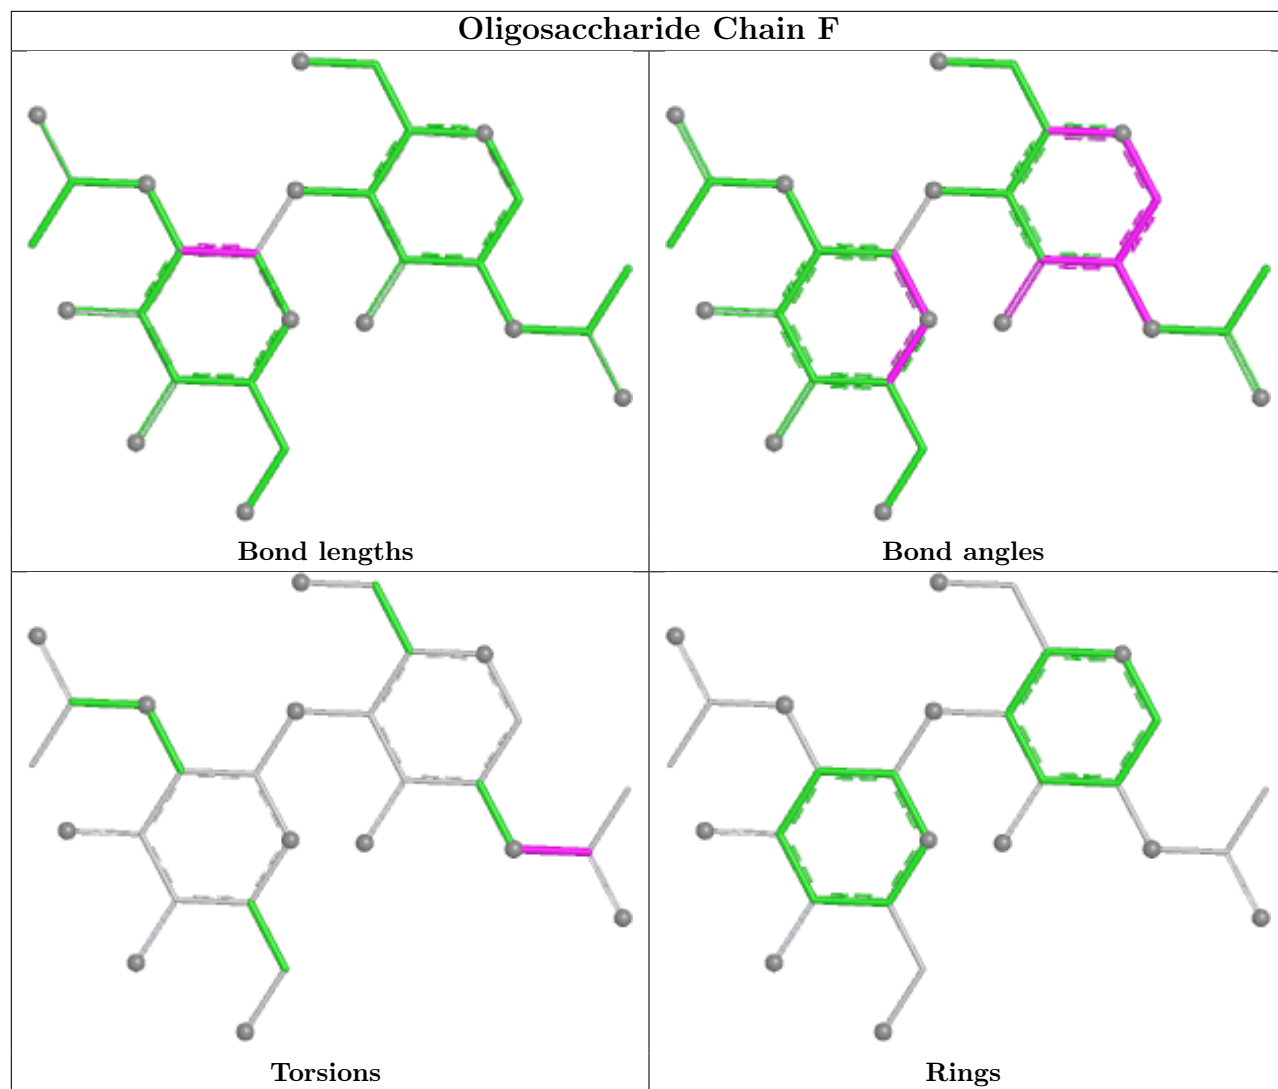 Oligosaccharide Chain F
Bond lengths
Bond angles
Torsions
Rings